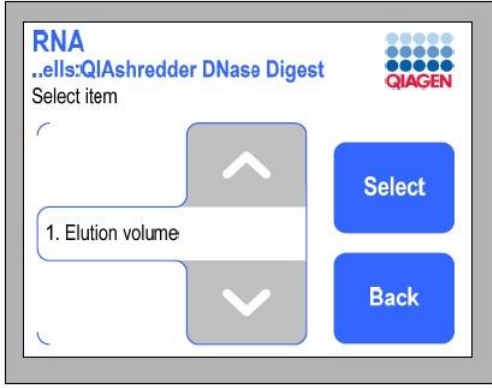 RNA
..ells:QIAshredder DNase Digest
QIAGEN
Select item
Select
1. Elution volume
Back